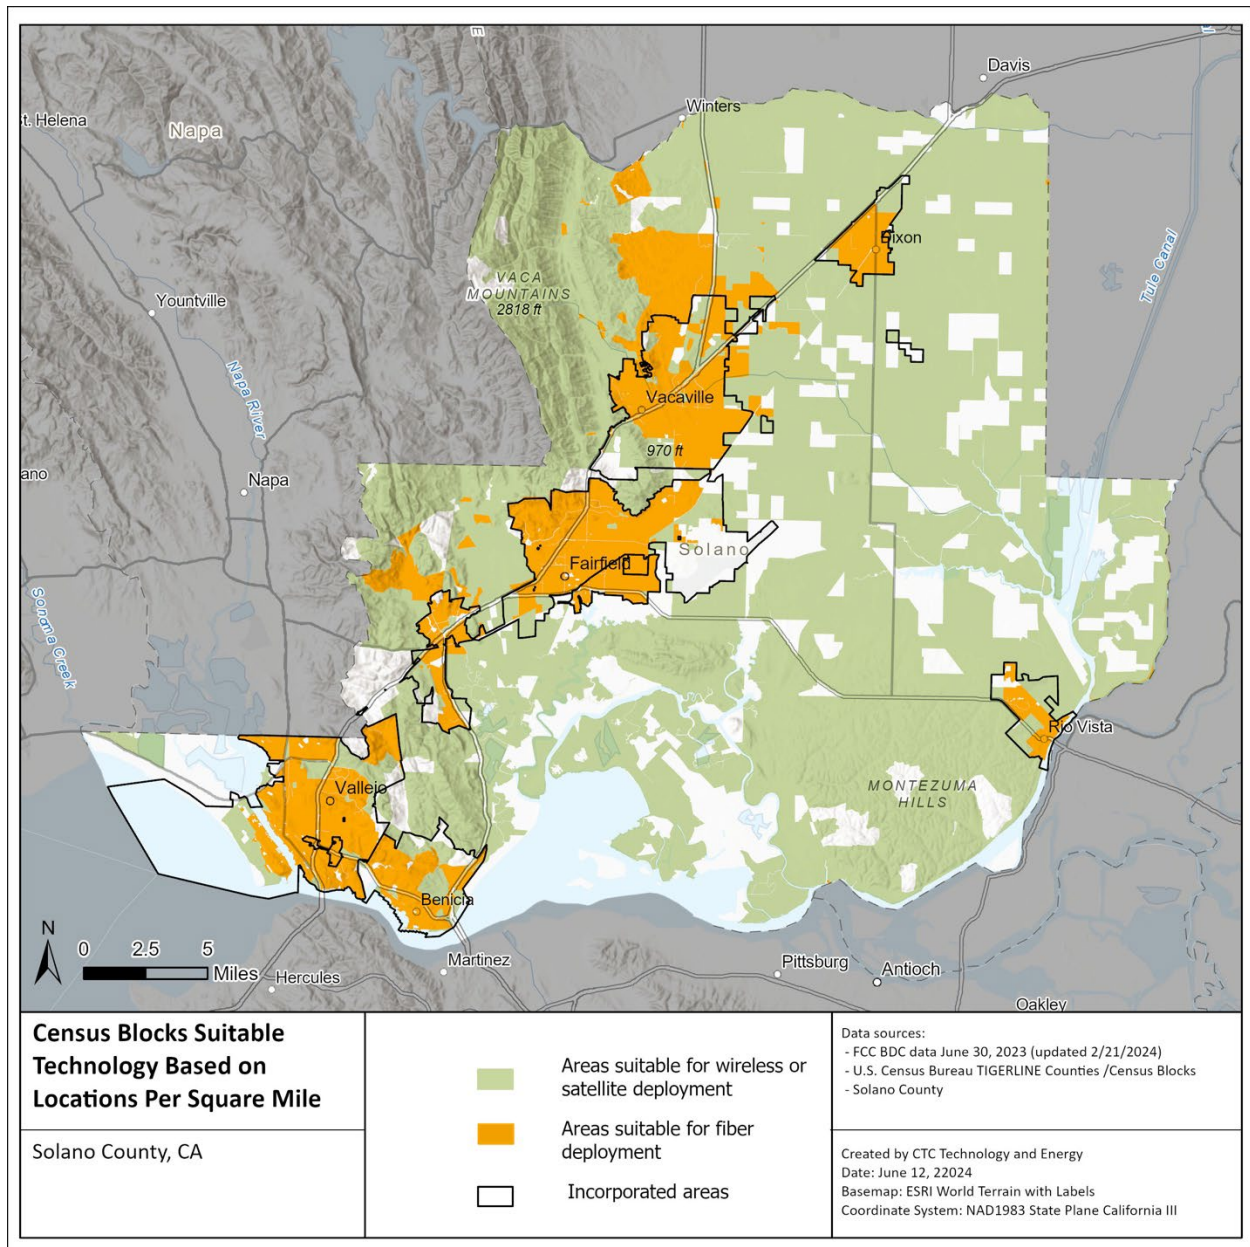 Davis
Winters
St. Helena
Napa
Dixon
Tule Canal
VACA
MOUNTAINS
2818 ft
Yountville
Napa River
Vacaville
970 ft
Napa
Solano
Fairfield
Sonoma Creek
Rio Vista
MONTEZUMA
HILLS
Vallejo
Benicia
N
0 2.5 5
Miles
Martinez
Pittsburg
Hercules
Antioch
Oakley
Census Blocks Suitable
Technology Based on
Locations Per Square Mile
Solano County, CA
Areas suitable for wireless or
satellite deployment
Areas suitable for fiber
deployment
Incorporated areas
Data sources:
- FCC BDC data June 30, 2023 (updated 2/21/2024)
- U.S. Census Bureau TIGERLINE Counties /Census Blocks
- Solano County
Created by CTC Technology and Energy
Date: June 12, 22024
Basemap: ESRI World Terrain with Labels
Coordinate System: NAD1983 State Plane California III